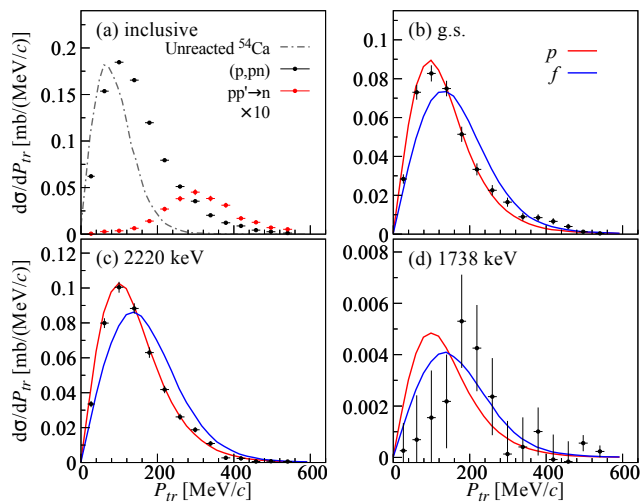 (a) inclusive
Unreacted ⁵⁴Ca
(p,pn)
pp'→n
×10
dσ/dP_tr [mb/(MeV/c)]
0.2
0.15
0.1
0.05
0
(b) g.s.
p
f
0.1
0.08
0.06
0.04
0.02
0
(c) 2220 keV
dσ/dP_tr [mb/(MeV/c)]
0.12
0.1
0.08
0.06
0.04
0.02
0
0 200 400 600
P_tr [MeV/c]
(d) 1738 keV
0.006
0.004
0.002
0
0 200 400 600
P_tr [MeV/c]